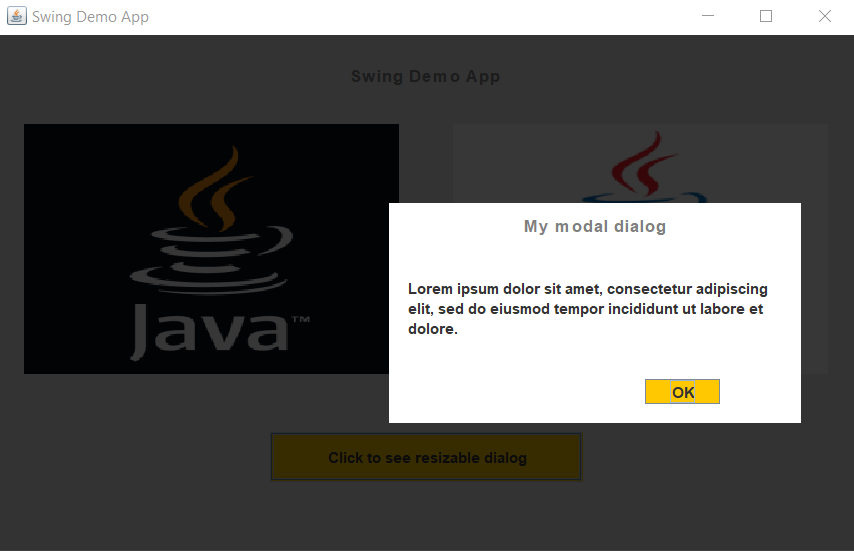 Swing Demo App
Swing Demo App
Java™
My modal dialog
Lorem ipsum dolor sit amet, consectetur adipiscing
elit, sed do eiusmod tempor incididunt ut labore et
dolore.
OK
Click to see resizable dialog